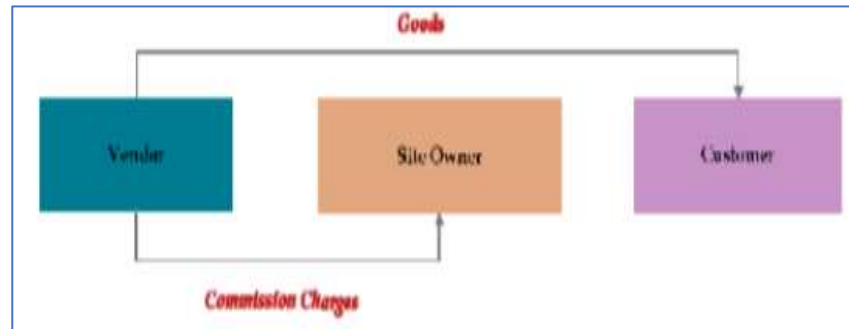 Goods
Vendor
Site Owner
Customer
Commission Charges